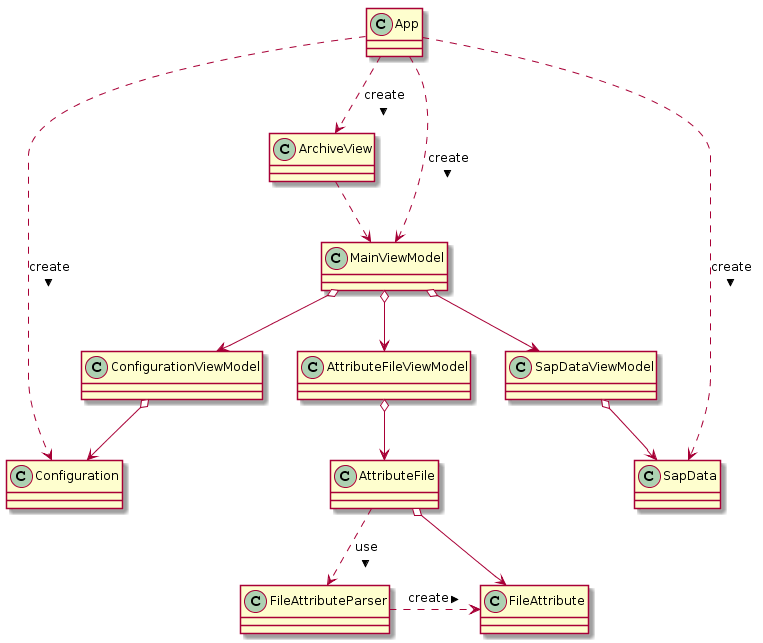 C App
create
▼
C ArchiveView
create
▼
C MainViewModel
create
▼
create
▼
C ConfigurationViewModel
C AttributeFileViewModel
C SapDataViewModel
C Configuration
C AttributeFile
C SapData
use
▼
C FileAttributeParser
create ►
C FileAttribute